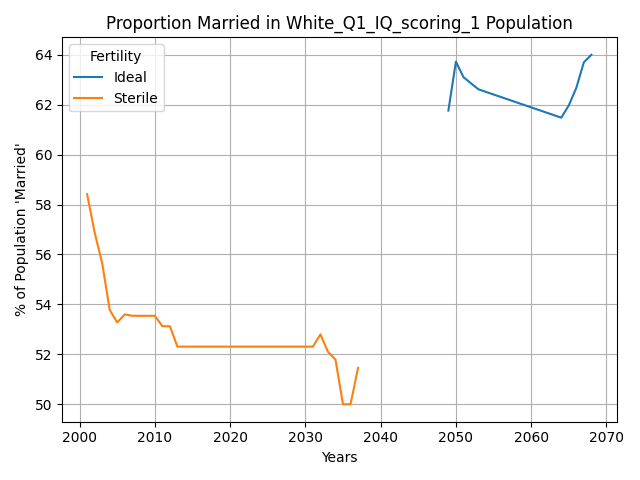 Proportion Married in White_Q1_IQ_scoring_1 Population
Fertility
Ideal
Sterile
% of Population 'Married'
64
62
60
58
56
54
52
50
2000 2010 2020 2030 2040 2050 2060 2070
Years